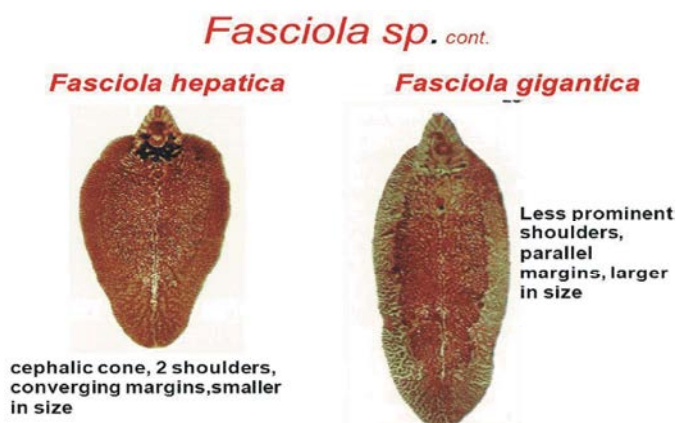 Fasciola sp. cont.
Fasciola hepatica
Fasciola gigantica
Less prominent
shoulders,
parallel
margins, larger
in size
cephalic cone, 2 shoulders,
converging margins,smaller
in size